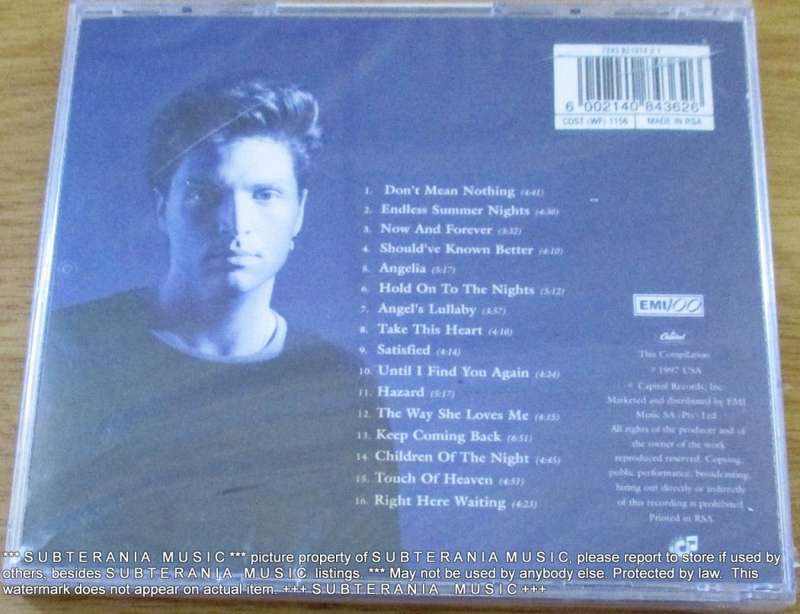 6 002140 843626
CDST (WF) 1156 MADE IN RSA
1. Don't Mean Nothing (4:41)
2. Endless Summer Nights (4:30)
3. Now And Forever (3:32)
4. Should've Known Better (4:10)
5. Angelia (5:17)
6. Hold On To The Nights (5:12)
7. Angel's Lullaby (3:57)
8. Take This Heart (4:10)
9. Satisfied (4:14)
10. Until I Find You Again (4:24)
11. Hazard (5:17)
12. The Way She Loves Me (4:15)
13. Keep Coming Back (6:51)
14. Children Of The Night (4:45)
15. Touch Of Heaven (4:51)
16. Right Here Waiting (4:23)
EMI100
Capitol
This Compilation
℗ 1997 USA
© Capitol Records, Inc.
Marketed and distributed by EMI
Music SA (Pty) Ltd
All rights of the producer and of
the owner of the work
reproduced reserved. Copying,
public performance, broadcasting,
hiring out directly or indirectly
of this recording is prohibited.
Printed in RSA.
*** S U B T E R A N I A M U S I C *** picture property of S U B T E R A N I A M U S I C, please report to store if used by
others, besides S U B T E R A N I A M U S I C listings. *** May not be used by anybody else. Protected by law. This
watermark does not appear on actual item. +++ S U B T E R A N I A M U S I C +++